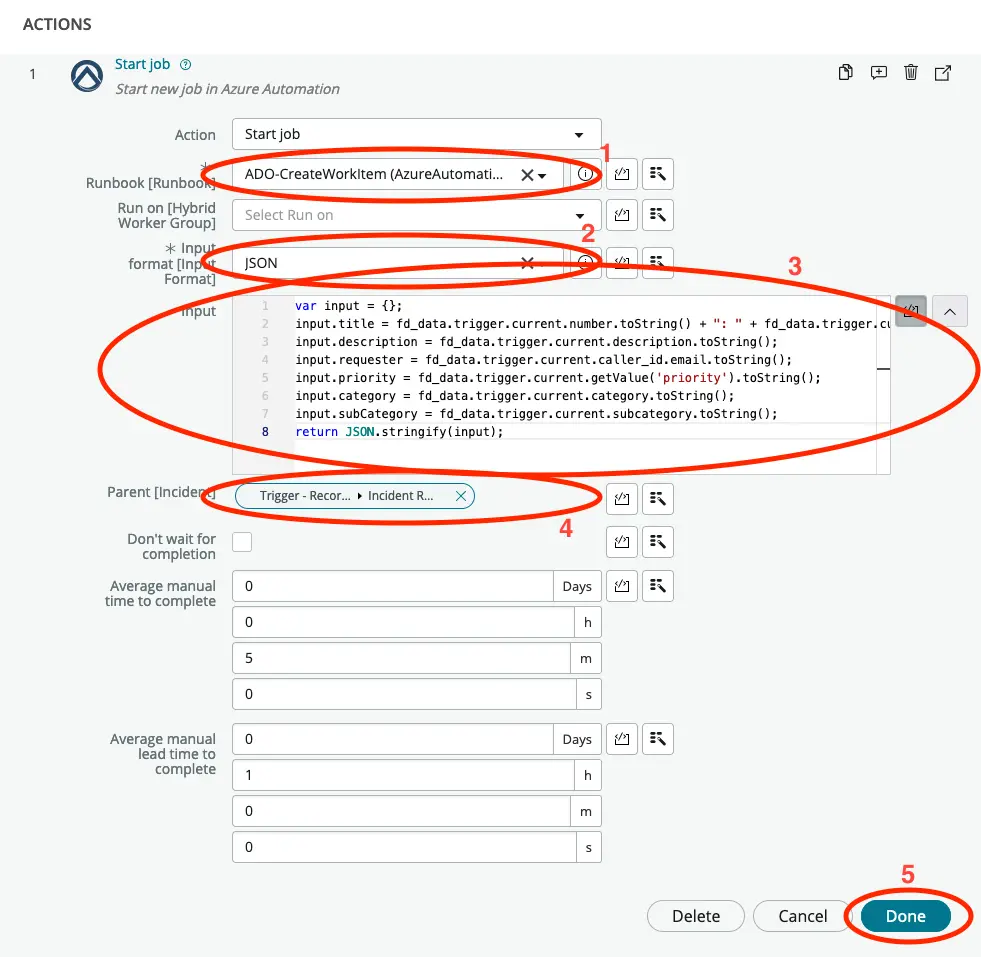 ACTIONS
1
Start job
Start new job in Azure Automation
Action
Start job
1
* Runbook [Runbook]
ADO-CreateWorkItem (AzureAutomati...
Run on [Hybrid
Worker Group]
Select Run on
2
* Input
format [Input
Format]
JSON
3
Input
1 var input = {};
2 input.title = fd_data.trigger.current.number.toString() + ": " + fd_data.trigger.cu
3 input.description = fd_data.trigger.current.description.toString();
4 input.requester = fd_data.trigger.current.caller_id.email.toString();
5 input.priority = fd_data.trigger.current.getValue('priority').toString();
6 input.category = fd_data.trigger.current.category.toString();
7 input.subCategory = fd_data.trigger.current.subcategory.toString();
8 return JSON.stringify(input);
Parent [Incident]
Trigger - Recor... ▸ Incident R...
4
Don't wait for
completion
Average manual
time to complete
0 Days
0 h
5 m
0 s
Average manual
lead time to
complete
0 Days
1 h
0 m
0 s
5
Delete
Cancel
Done